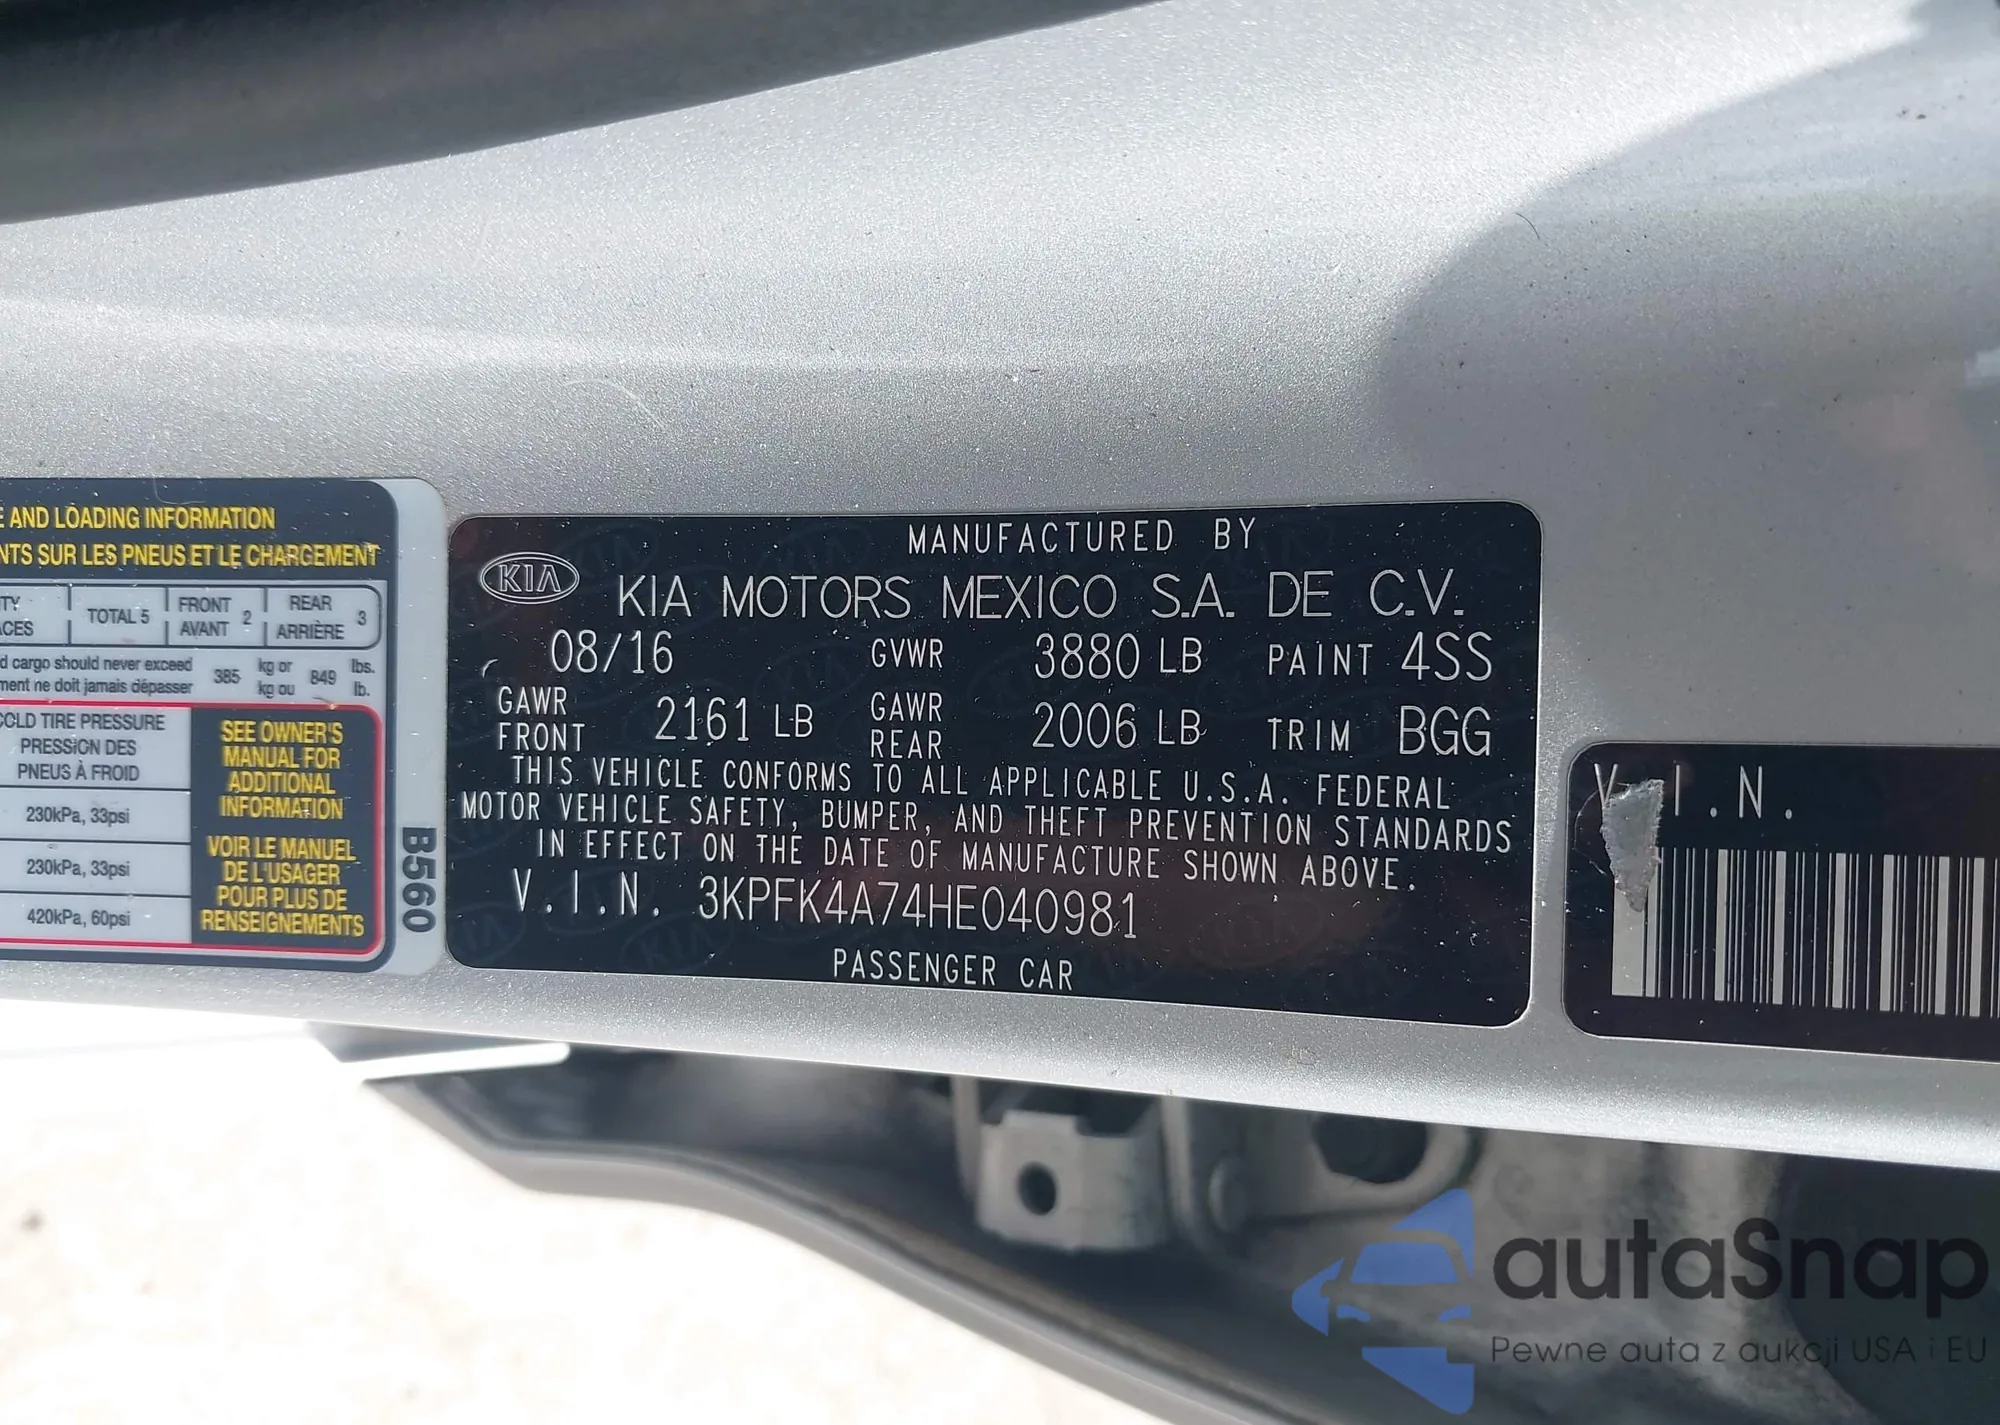 E AND LOADING INFORMATION
NTS SUR LES PNEUS ET LE CHARGEMENT
TOTAL 5
FRONT
AVANT
2
REAR
ARRIÈRE
3
cargo should never exceed
ne doit jamais dépasser
385
kg or
kg ou
849
lbs.
lb.
COLD TIRE PRESSURE
PRESSION DES
PNEUS À FROID
230kPa, 33psi
230kPa, 33psi
420kPa, 60psi
SEE OWNER'S
MANUAL FOR
ADDITIONAL
INFORMATION
VOIR LE MANUEL
DE L'USAGER
POUR PLUS DE
RENSEIGNEMENTS
B560
MANUFACTURED BY
KIA
KIA MOTORS MEXICO S.A. DE C.V.
08/16 GVWR 3880 LB PAINT 4SS
GAWR FRONT 2161 LB GAWR REAR 2006 LB TRIM BGG
THIS VEHICLE CONFORMS TO ALL APPLICABLE U.S.A. FEDERAL
MOTOR VEHICLE SAFETY, BUMPER, AND THEFT PREVENTION STANDARDS
IN EFFECT ON THE DATE OF MANUFACTURE SHOWN ABOVE.
V.I.N. 3KPFK4A74HE040981
PASSENGER CAR
V.I.N.
autaSnap
Pewne auta z aukcji USA i EU